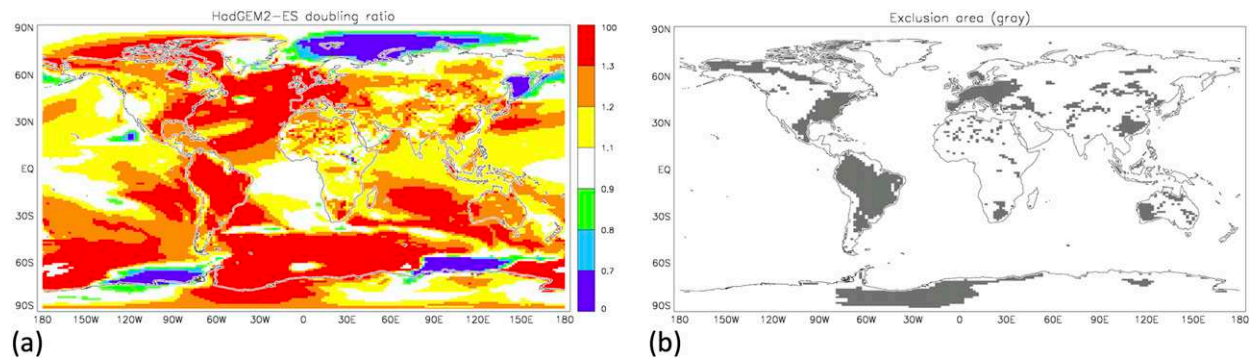 HadGEM2-ES doubling ratio
90N
60N
30N
EQ
30S
60S
90S
180 150W 120W 90W 60W 30W 0 30E 60E 90E 120E 150E 180
100
1.3
1.2
1.1
0.9
0.8
0.7
0
(a)
Exclusion area (gray)
90N
60N
30N
EQ
30S
60S
90S
180 150W 120W 90W 60W 30W 0 30E 60E 90E 120E 150E 180
(b)